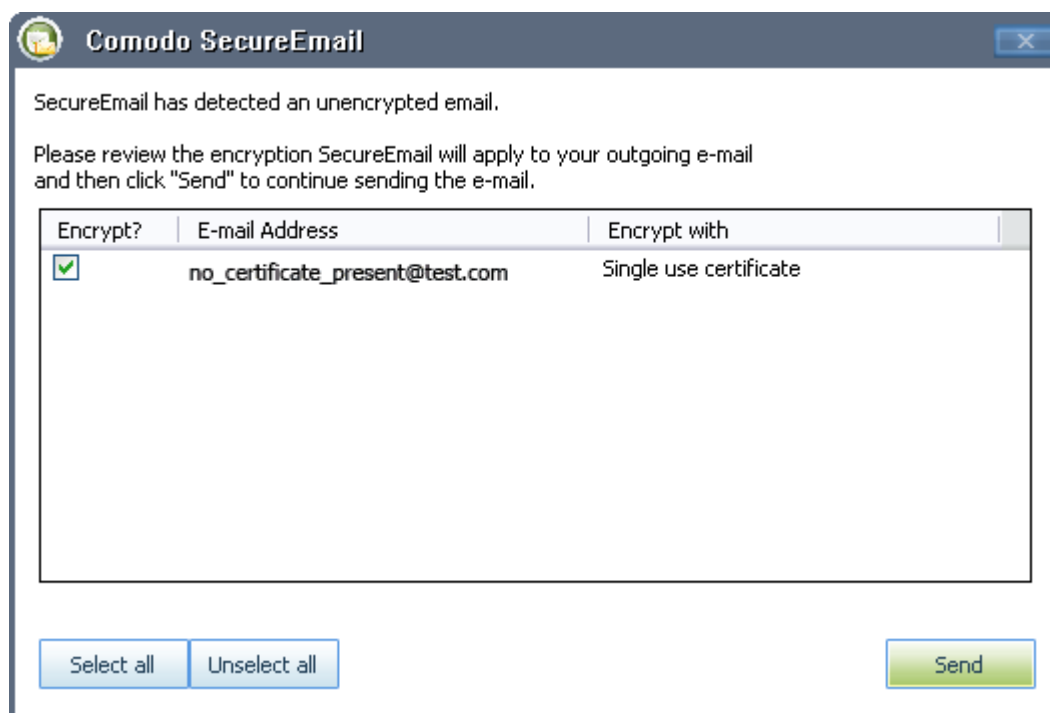 Comodo SecureEmail
SecureEmail has detected an unencrypted email.
Please review the encryption SecureEmail will apply to your outgoing e-mail
and then click "Send" to continue sending the e-mail.
Encrypt? E-mail Address Encrypt with
no_certificate_present@test.com Single use certificate
Select all Unselect all Send